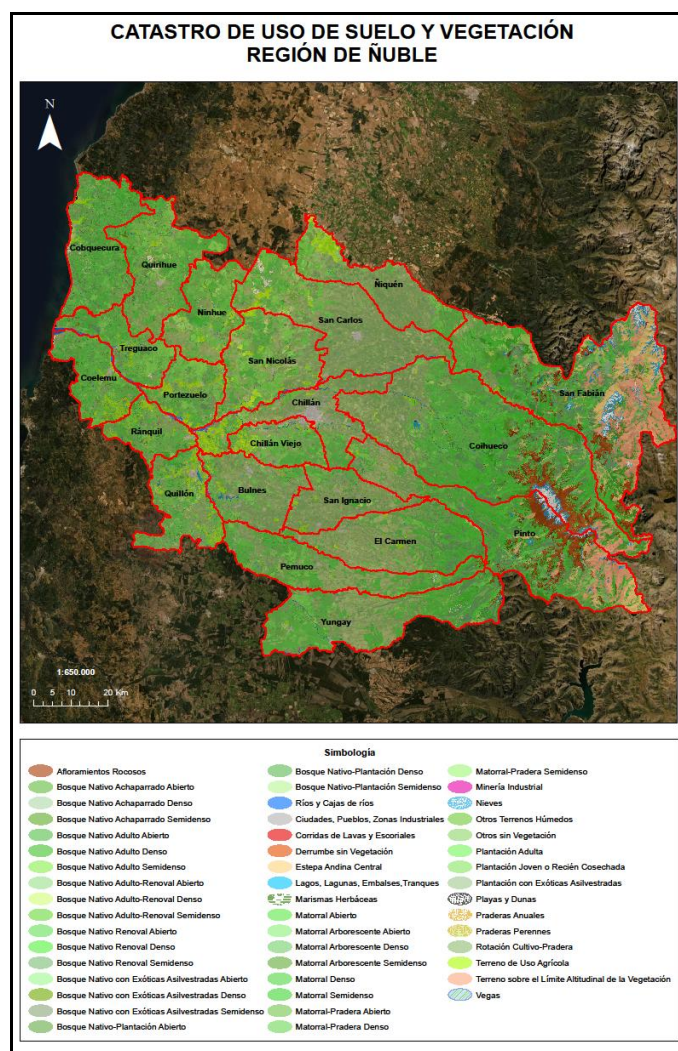 CATASTRO DE USO DE SUELO Y VEGETACIÓN
REGIÓN DE ÑUBLE
N
Cobquecura
Quirihue
Ñiquén
Ninhue
San Carlos
Treguaco
San Nicolás
Coelemu
San Fabián
Portezuelo
Chillán
Ránquil
Chillán Viejo
Coihueco
Quillón
Bulnes
San Ignacio
Pinto
El Carmen
Pemuco
Yungay
1:650.000
0 5 10 20 Km
Simbología
Afloramientos Rocosos
Bosque Nativo Achaparrado Abierto
Bosque Nativo Achaparrado Denso
Bosque Nativo Achaparrado Semidenso
Bosque Nativo Adulto Abierto
Bosque Nativo Adulto Denso
Bosque Nativo Adulto Semidenso
Bosque Nativo Adulto-Renoval Abierto
Bosque Nativo Adulto-Renoval Denso
Bosque Nativo Adulto-Renoval Semidenso
Bosque Nativo Renoval Abierto
Bosque Nativo Renoval Denso
Bosque Nativo Renoval Semidenso
Bosque Nativo con Exóticas Asilvestradas Abierto
Bosque Nativo con Exóticas Asilvestradas Denso
Bosque Nativo con Exóticas Asilvestradas Semidenso
Bosque Nativo-Plantación Abierto
Bosque Nativo-Plantación Denso
Bosque Nativo-Plantación Semidenso
Ríos y Cajas de ríos
Ciudades, Pueblos, Zonas Industriales
Corridas de Lavas y Escoriales
Derrumbe sin Vegetación
Estepa Andina Central
Lagos, Lagunas, Embalses,Tranques
Marismas Herbáceas
Matorral Abierto
Matorral Arborescente Abierto
Matorral Arborescente Denso
Matorral Arborescente Semidenso
Matorral Denso
Matorral Semidenso
Matorral-Pradera Abierto
Matorral-Pradera Denso
Matorral-Pradera Semidenso
Minería Industrial
Nieves
Otros Terrenos Húmedos
Otros sin Vegetación
Plantación Adulta
Plantación Joven o Recién Cosechada
Plantación con Exóticas Asilvestradas
Playas y Dunas
Praderas Anuales
Praderas Perennes
Rotación Cultivo-Pradera
Terreno de Uso Agrícola
Terreno sobre el Límite Altitudinal de la Vegetación
Vegas